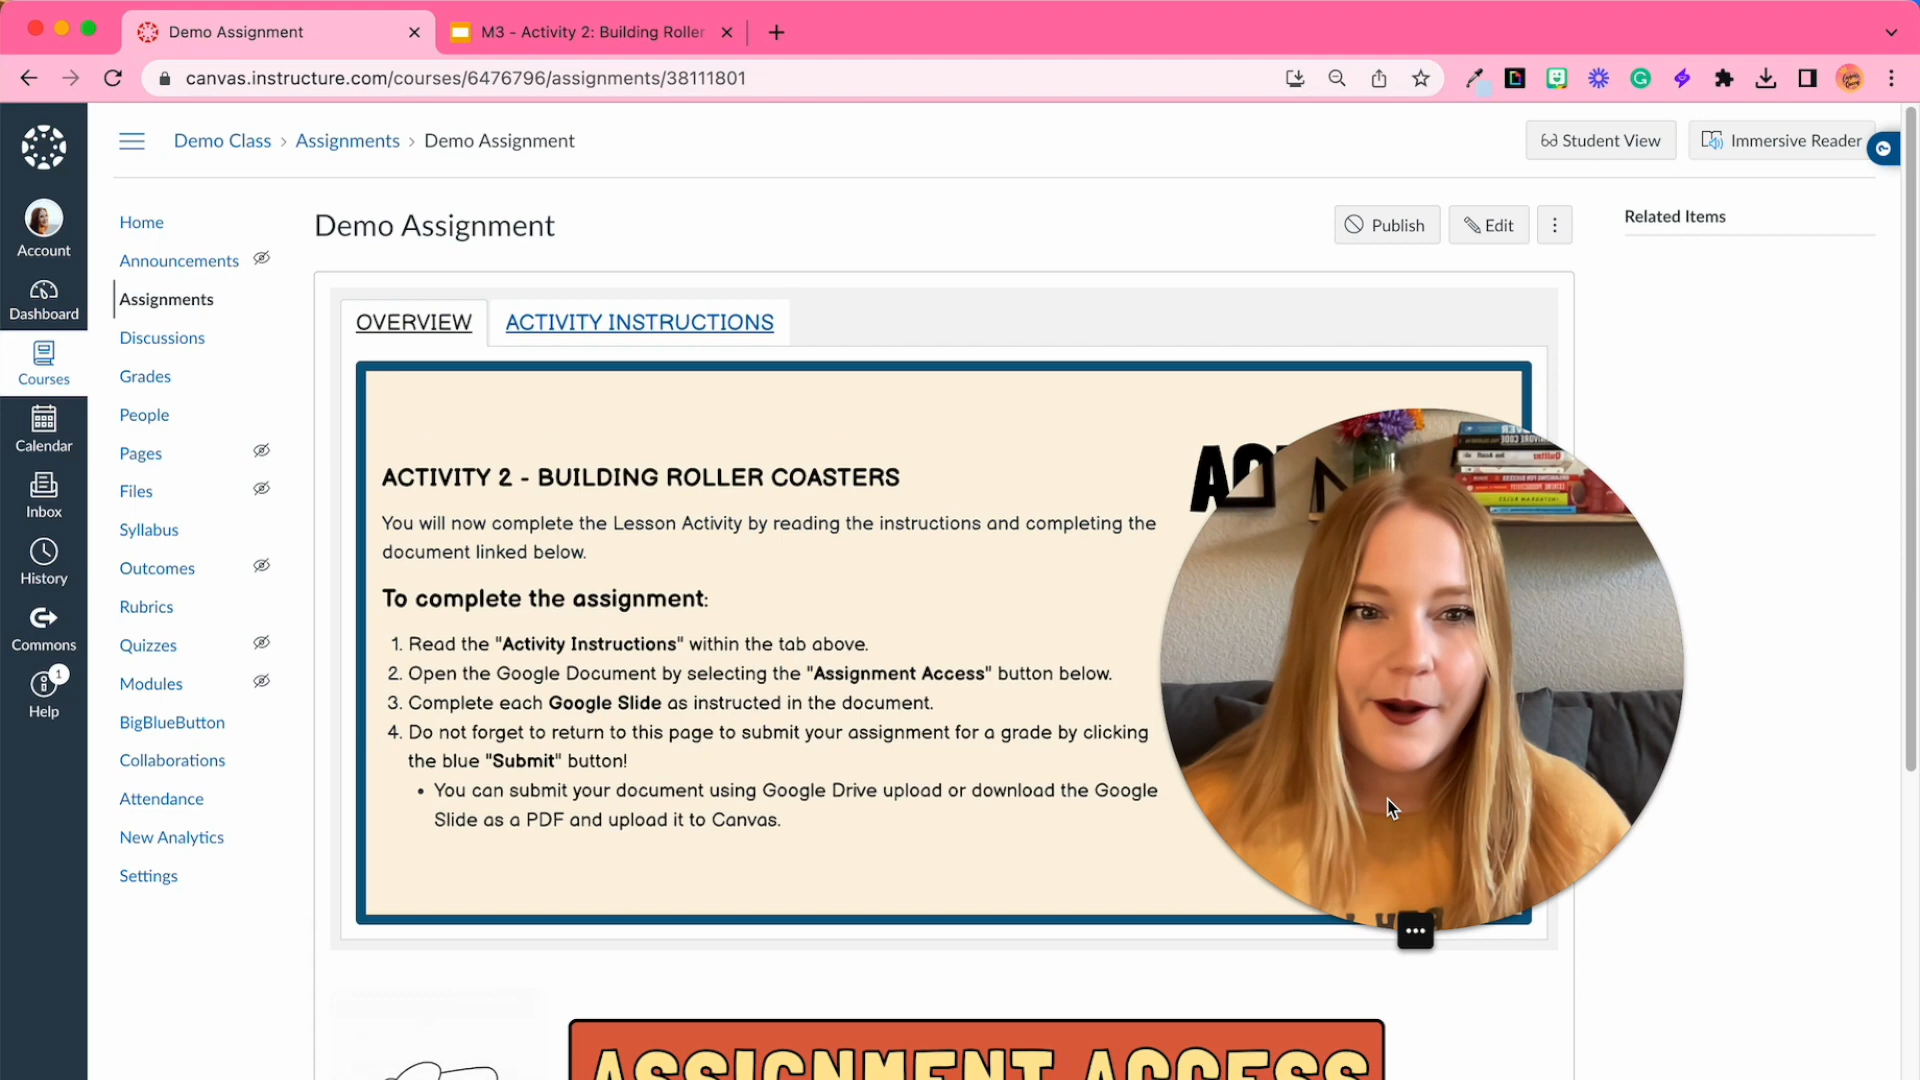 Demo Assignment
M3 - Activity 2: Building Roller
canvas.instructure.com/courses/6476796/assignments/38111801
Demo Class › Assignments › Demo Assignment
Student View
Immersive Reader
Account
Dashboard
Courses
Calendar
Inbox
History
Commons
1
Help
Home
Announcements
Assignments
Discussions
Grades
People
Pages
Files
Syllabus
Outcomes
Rubrics
Quizzes
Modules
BigBlueButton
Collaborations
Attendance
New Analytics
Settings
Demo Assignment
Publish
Edit
Related Items
OVERVIEW
ACTIVITY INSTRUCTIONS
ACTIVITY 2 - BUILDING ROLLER COASTERS
You will now complete the Lesson Activity by reading the instructions and completing the
document linked below.
To complete the assignment:
1. Read the "Activity Instructions" within the tab above.
2. Open the Google Document by selecting the "Assignment Access" button below.
3. Complete each Google Slide as instructed in the document.
4. Do not forget to return to this page to submit your assignment for a grade by clicking
the blue "Submit" button!
• You can submit your document using Google Drive upload or download the Google
Slide as a PDF and upload it to Canvas.
ASSIGNMENT ACCESS